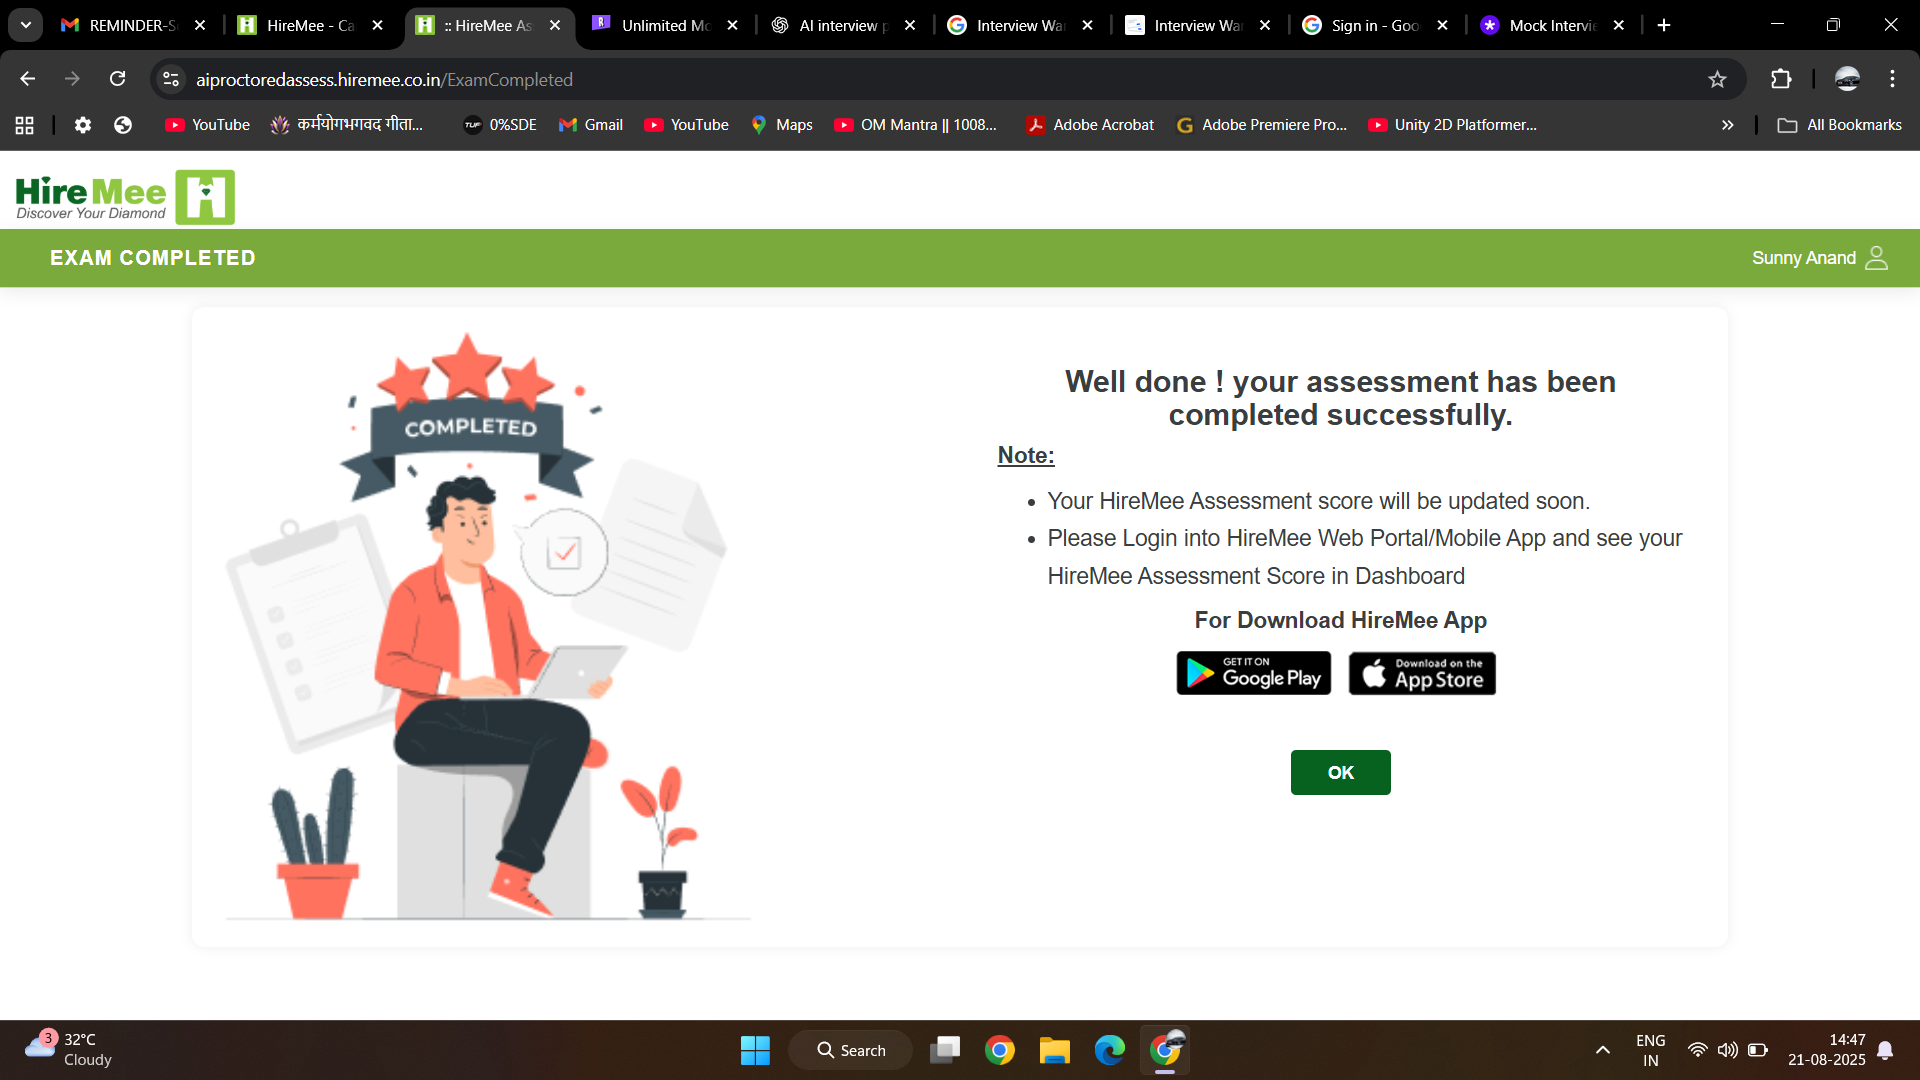 REMINDER-S
HireMee - Ca
:: HireMee As
Unlimited Mo
AI interview p
Interview Wa
Interview Wa
Sign in - Goo
Mock Intervie
aiproctoredassess.hiremee.co.in/ExamCompleted
YouTube
कर्मयोगभगवद गीता...
TUF
0%SDE
Gmail
YouTube
Maps
OM Mantra || 1008...
Adobe Acrobat
Adobe Premiere Pro...
Unity 2D Platformer...
All Bookmarks
HireMee H
Discover Your Diamond
EXAM COMPLETED
Sunny Anand
COMPLETED
Well done ! your assessment has been
completed successfully.
Note:
Your HireMee Assessment score will be updated soon.
Please Login into HireMee Web Portal/Mobile App and see your
HireMee Assessment Score in Dashboard
For Download HireMee App
GET IT ON
Google Play
Download on the
App Store
OK
3
32°C
Cloudy
Search
ENG
IN
14:47
21-08-2025